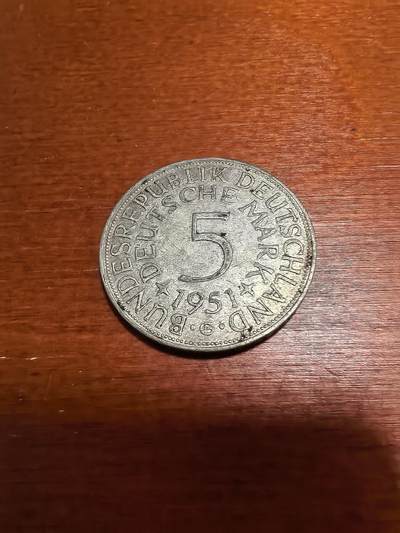 BUNDESREPUBLIK DEUTSCHLAND
DEUTSCHE MARK
5
1951
G